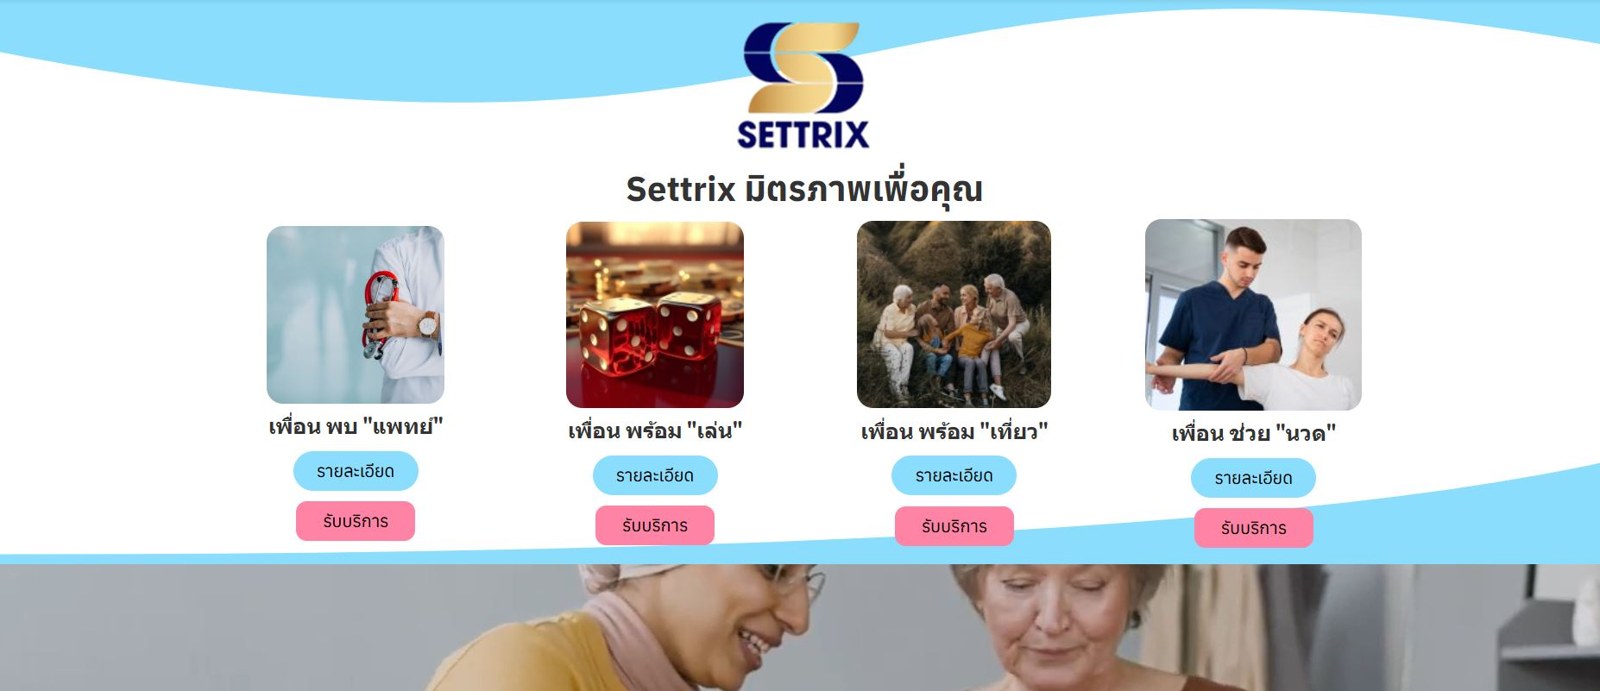 SETTRIX
Settrix มิตรภาพเพื่อคุณ
เพื่อน พบ "แพทย์"
เพื่อน พร้อม "เล่น"
เพื่อน พร้อม "เที่ยว"
เพื่อน ช่วย "นวด"
รายละเอียด
รายละเอียด
รายละเอียด
รายละเอียด
รับบริการ
รับบริการ
รับบริการ
รับบริการ